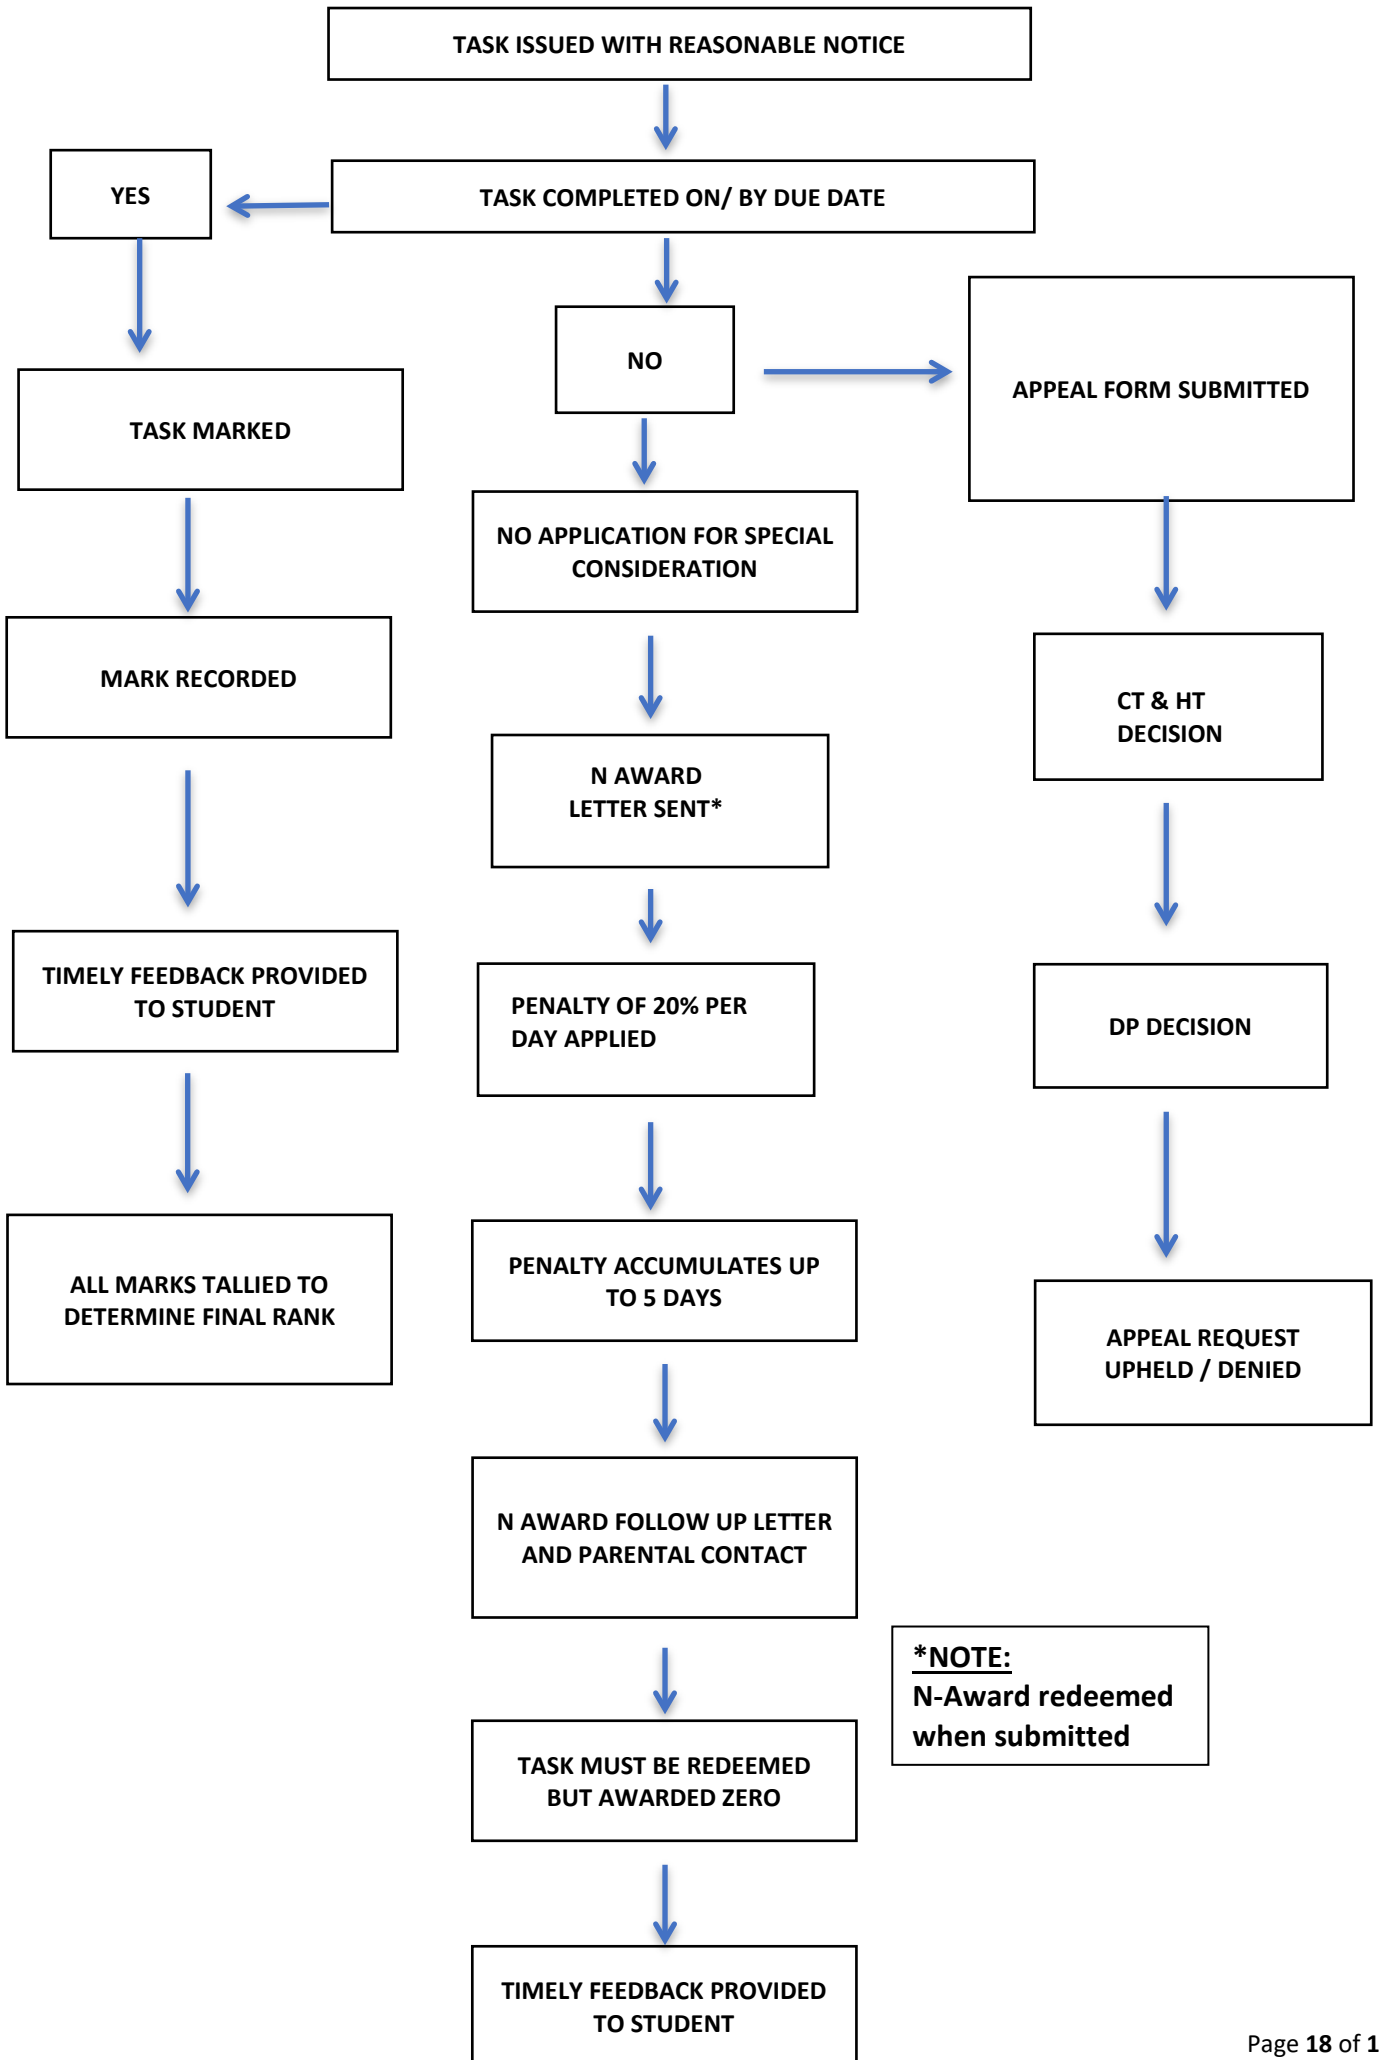 TASK ISSUED WITH REASONABLE NOTICE
YES
TASK COMPLETED ON/ BY DUE DATE
NO
APPEAL FORM SUBMITTED
TASK MARKED
NO APPLICATION FOR SPECIAL
CONSIDERATION
MARK RECORDED
CT & HT
DECISION
N AWARD
LETTER SENT*
TIMELY FEEDBACK PROVIDED
TO STUDENT
PENALTY OF 20% PER
DAY APPLIED
DP DECISION
ALL MARKS TALLIED TO
DETERMINE FINAL RANK
PENALTY ACCUMULATES UP
TO 5 DAYS
APPEAL REQUEST
UPHELD / DENIED
N AWARD FOLLOW UP LETTER
AND PARENTAL CONTACT
*NOTE:
N-Award redeemed
when submitted
TASK MUST BE REDEEMED
BUT AWARDED ZERO
TIMELY FEEDBACK PROVIDED
TO STUDENT
Page 18 of 1